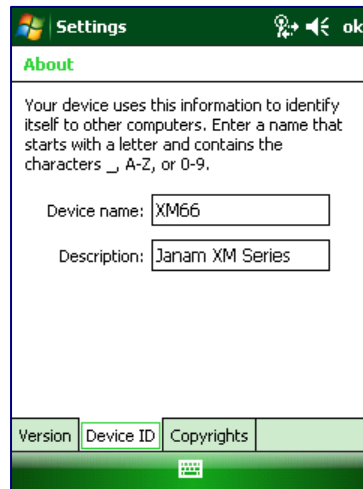 Settings ok
About
Your device uses this information to identify
itself to other computers. Enter a name that
starts with a letter and contains the
characters _, A-Z, or 0-9.
Device name: XM66
Description: Janam XM Series
Version Device ID Copyrights